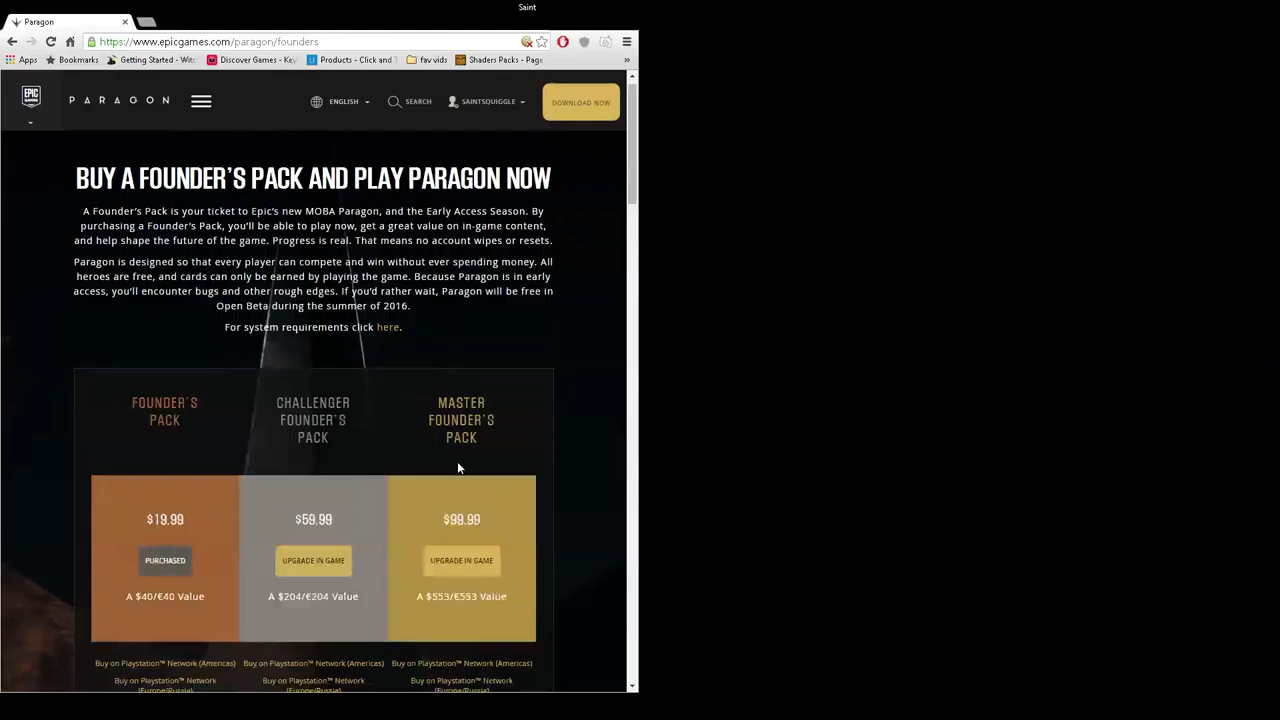 Saint
Paragon
https://www.epicgames.com/paragon/founders
Apps Bookmarks Getting Started - Witc Discover Games - Key Products - Click and T fav vids Shaders Packs - Page »
EPIC GAMES PARAGON ENGLISH SEARCH SAINTSQUIGGLE DOWNLOAD NOW
BUY A FOUNDER'S PACK AND PLAY PARAGON NOW
A Founder's Pack is your ticket to Epic's new MOBA Paragon, and the Early Access Season. By
purchasing a Founder's Pack, you'll be able to play now, get a great value on in-game content,
and help shape the future of the game. Progress is real. That means no account wipes or resets.
Paragon is designed so that every player can compete and win without ever spending money. All
heroes are free, and cards can only be earned by playing the game. Because Paragon is in early
access, you'll encounter bugs and other rough edges. If you'd rather wait, Paragon will be free in
Open Beta during the summer of 2016.
For system requirements click here.
FOUNDER'S
PACK
CHALLENGER
FOUNDER'S
PACK
MASTER
FOUNDER'S
PACK
$19.99 $59.99 $99.99
PURCHASED UPGRADE IN GAME UPGRADE IN GAME
A $40/€40 Value A $204/€204 Value A $553/€553 Value
Buy on Playstation™ Network (Americas) Buy on Playstation™ Network (Americas) Buy on Playstation™ Network (Americas)
Buy on Playstation™ Network Buy on Playstation™ Network Buy on Playstation™ Network
(Europe/Russia) (Europe/Russia) (Europe/Russia)